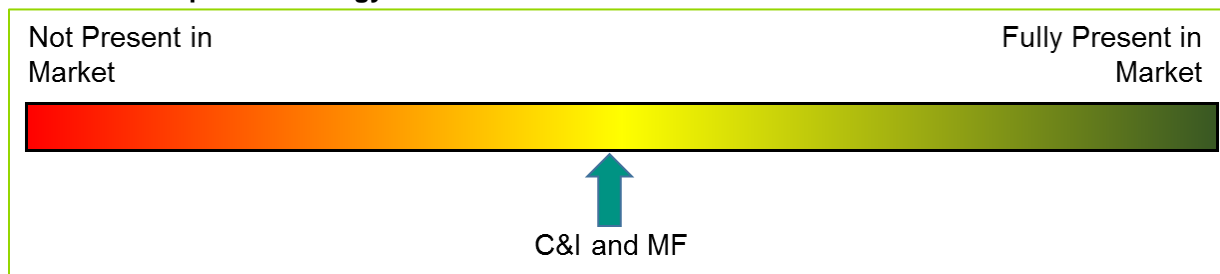 Not Present in
Market
Fully Present in
Market
C&I and MF